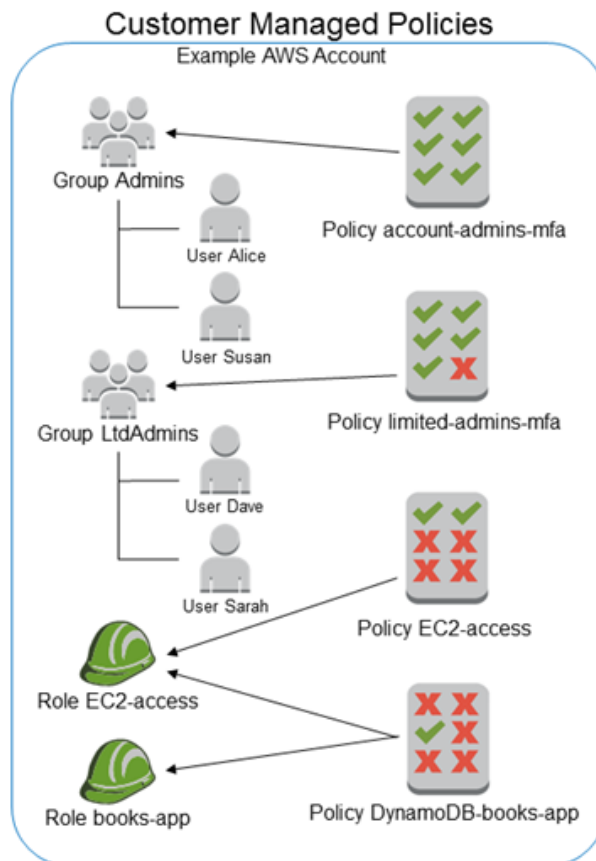 Customer Managed Policies
Example AWS Account
Group Admins
Policy account-admins-mfa
User Alice
User Susan
Group LtdAdmins
Policy limited-admins-mfa
User Dave
User Sarah
Policy EC2-access
Role EC2-access
Role books-app
Policy DynamoDB-books-app